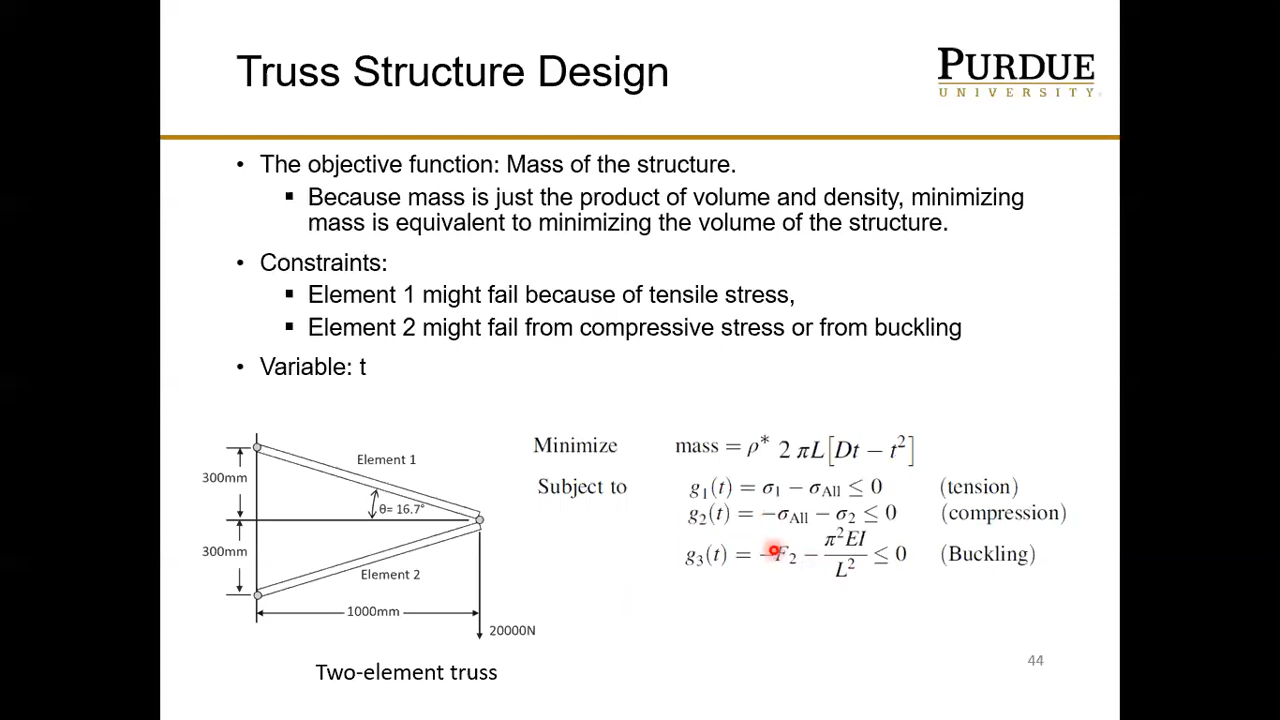 Truss Structure Design
PURDUE
UNIVERSITY
• The objective function: Mass of the structure.
▪ Because mass is just the product of volume and density, minimizing
mass is equivalent to minimizing the volume of the structure.
• Constraints:
▪ Element 1 might fail because of tensile stress,
▪ Element 2 might fail from compressive stress or from buckling
• Variable: t
Element 1
300mm
θ= 16.7°
300mm
Element 2
1000mm
20000N
Two-element truss
Minimize mass = ρ* 2 πL[Dt − t²]
Subject to g₁(t) = σ₁ − σ_All ≤ 0 (tension)
g₂(t) = −σ_All − σ₂ ≤ 0 (compression)
g₃(t) = −F₂ − π²EI/L² ≤ 0 (Buckling)
44